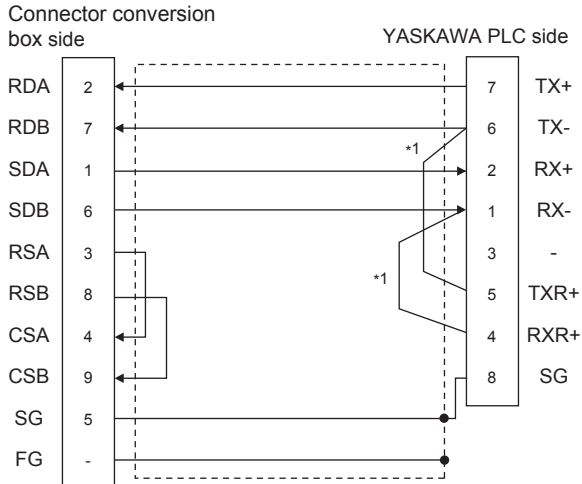 Connector conversion
box side
YASKAWA PLC side
RDA 2 7 TX+
RDB 7 6 TX-
*1
SDA 1 2 RX+
SDB 6 1 RX-
RSA 3 3 -
*1
RSB 8 5 TXR+
CSA 4 4 RXR+
CSB 9 8 SG
SG 5
FG -